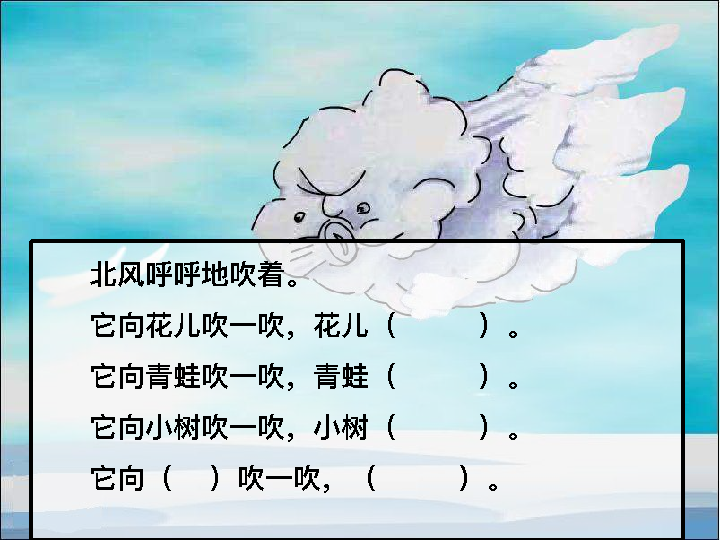 北风呼呼地吹着。
它向花儿吹一吹，花儿（　　　）。
它向青蛙吹一吹，青蛙（　　　）。
它向小树吹一吹，小树（　　　）。
它向（　）吹一吹，（　　　）。